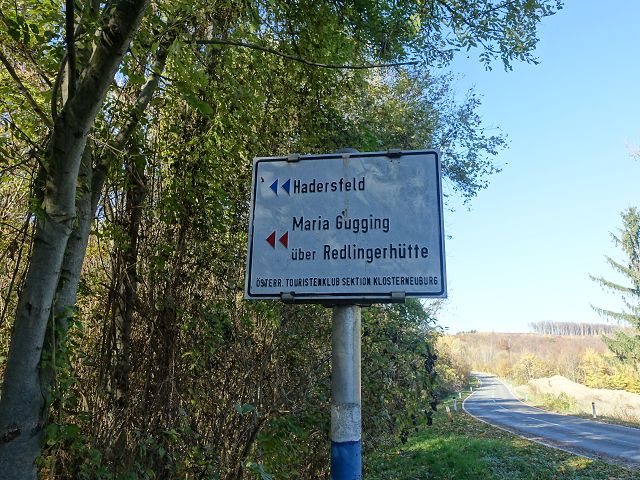 Hadersfeld
Maria Gugging
über Redlingerhütte
ÖSTERR. TOURISTENKLUB SEKTION KLOSTERNEUBURG